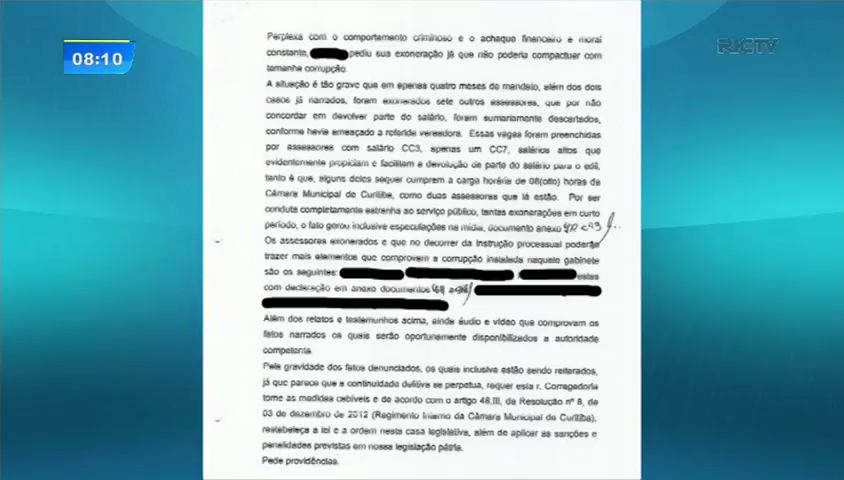 08:10
RICTV
Perplexa com o comportamento criminoso e o achaque financeiro e moral
constante, pediu sua exoneração já que não poderia compactuar com
tamanha corrupção.
A situação é tão grave que em apenas quatro meses de mandato, além dos dois
casos já narrados, foram exonerados sete outros assessores, que por não
concordar em devolver parte do salário, foram sumariamente descartados,
conforme havia ameaçado a referida vereadora. Essas vagas foram preenchidas
por assessores com salário CC3, apenas um CC7, salários altos que
evidentemente propiciam e facilitam a devolução de parte do salário para o edil,
tanto é que, alguns deles sequer cumprem a carga horária de 08(oito) horas da
Câmara Municipal de Curitiba, como duas assessoras que lá estão. Por ser
conduta completamente estranha ao serviço público, tantas exonerações em curto
período, o fato gerou inclusive especulações na mídia, documento anexo
Os assessores exonerados e que no decorrer da instrução processual poderão
trazer mais elementos que comprovam a corrupção instalada naquele gabinete
são os seguintes: estas
com declaração em anexo documentos
Além dos relatos e testemunhos acima, ainda áudio e vídeo que comprovam os
fatos narrados os quais serão oportunamente disponibilizados a autoridade
competente.
Pela gravidade dos fatos denunciados, os quais inclusive estão sendo reiterados,
já que parece que a continuidade delitiva se perpetua, requer esta r. Corregedoria
tome as medidas cabíveis e de acordo com o artigo 48,III, da Resolução nº 8, de
03 de dezembro de 2012 (Regimento Interno da Câmara Municipal de Curitiba),
restabeleça a lei e a ordem nesta casa legislativa, além de aplicar as sanções e
penalidades previstas em nossa legislação pátria.
Pede providências.